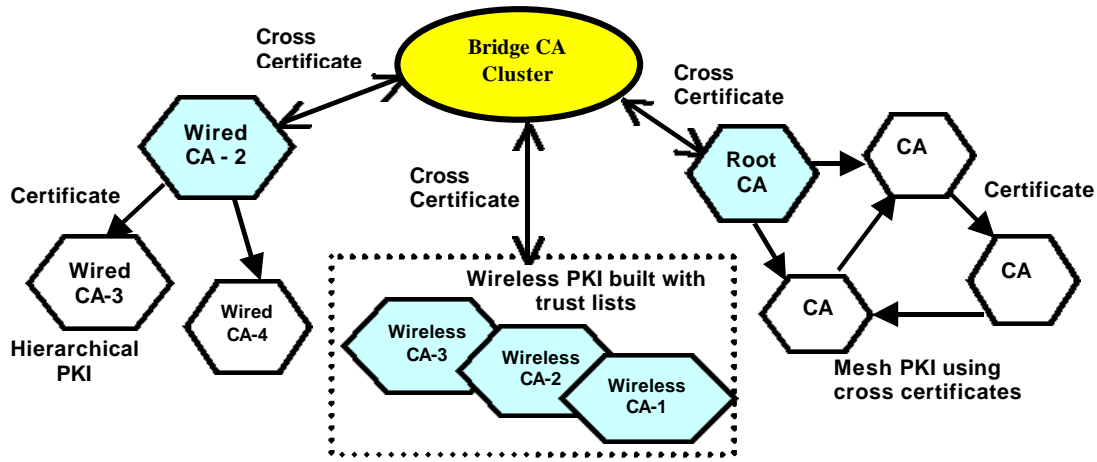 Cross
Certificate
Bridge CA
Cluster
Cross
Certificate
Wired
CA - 2
Root
CA
CA
Cross
Certificate
Certificate
Certificate
Wired
CA-3
Wired
CA-4
CA
CA
Wireless PKI built with
trust lists
Hierarchical
PKI
Wireless
CA-3
Wireless
CA-2
Wireless
CA-1
Mesh PKI using
cross certificates